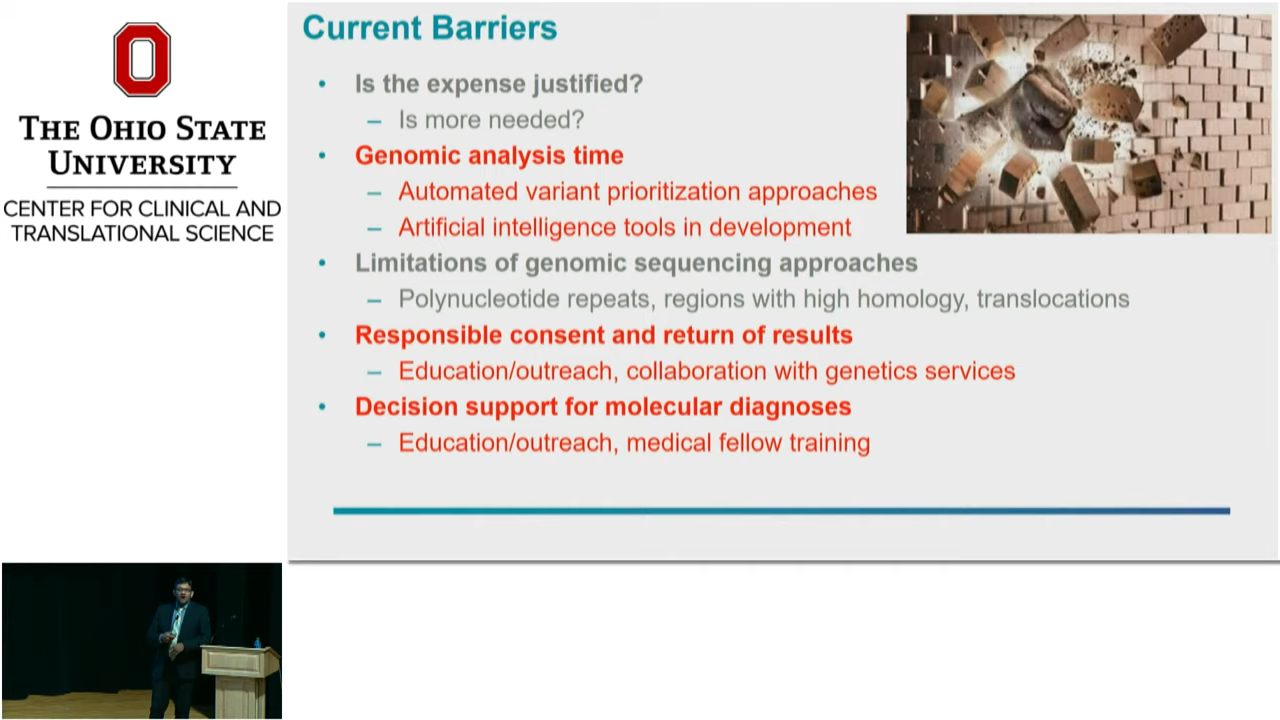 THE OHIO STATE
UNIVERSITY
CENTER FOR CLINICAL AND
TRANSLATIONAL SCIENCE
Current Barriers
• Is the expense justified?
– Is more needed?
• Genomic analysis time
– Automated variant prioritization approaches
– Artificial intelligence tools in development
• Limitations of genomic sequencing approaches
– Polynucleotide repeats, regions with high homology, translocations
• Responsible consent and return of results
– Education/outreach, collaboration with genetics services
• Decision support for molecular diagnoses
– Education/outreach, medical fellow training